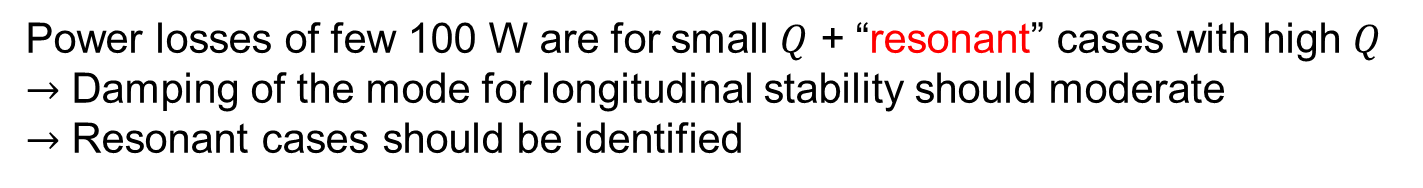 Power losses of few 100 W are for small Q + “resonant” cases with high Q
→ Damping of the mode for longitudinal stability should moderate
→ Resonant cases should be identified